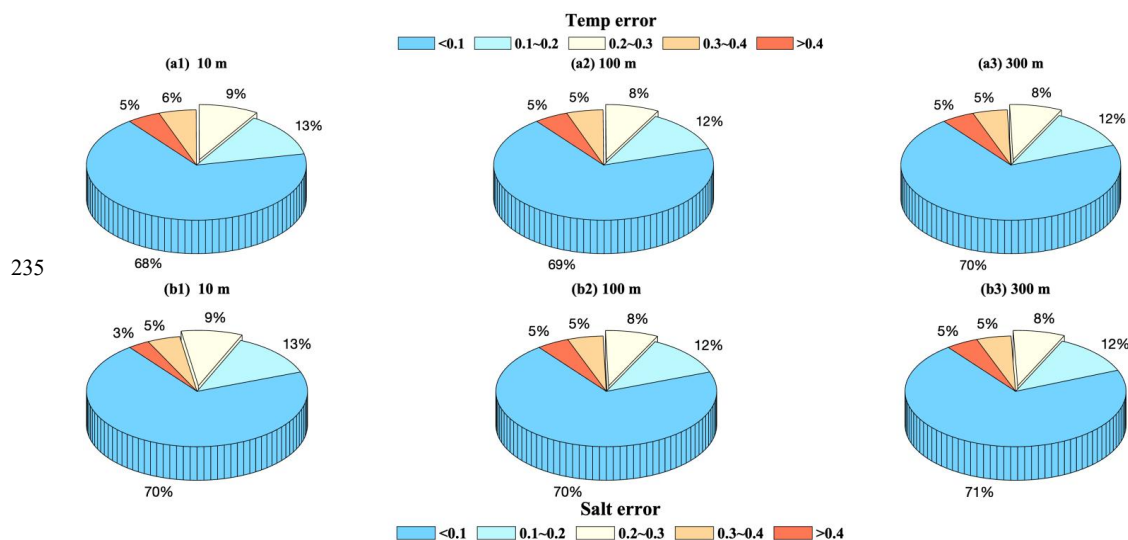 Temp error
<0.1 0.1~0.2 0.2~0.3 0.3~0.4 >0.4
(a1) 10 m (a2) 100 m (a3) 300 m
5% 6% 9% 13% 5% 5% 8% 12% 5% 5% 8% 12%
68% 69% 70%
235
(b1) 10 m (b2) 100 m (b3) 300 m
3% 5% 9% 13% 5% 5% 8% 12% 5% 5% 8% 12%
70% 70% 71%
Salt error
<0.1 0.1~0.2 0.2~0.3 0.3~0.4 >0.4